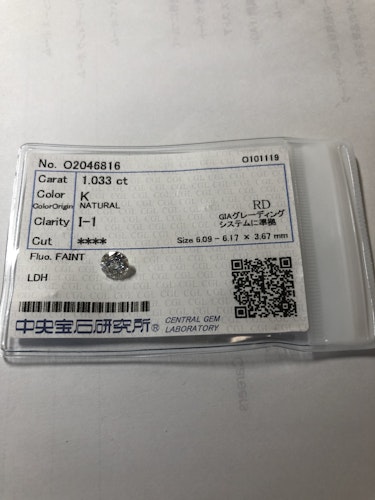 No. O2046816 O101119
Carat 1.033 ct
Color K
ColorOrigin NATURAL
RD
Clarity I-1
GIAグレーディング
システムに準拠
Cut ****
Size 6.09 - 6.17 × 3.67 mm
Fluo. FAINT
LDH
中央宝石研究所® CENTRAL GEM
LABORATORY